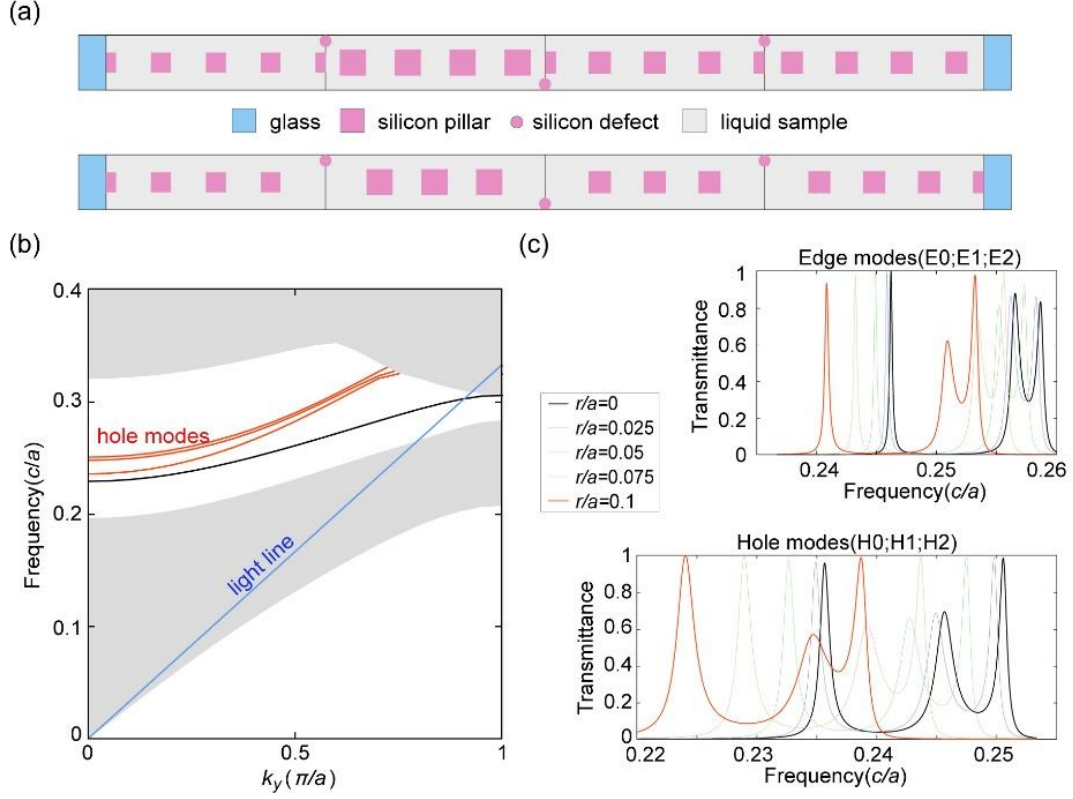 (a)
glass
silicon pillar
silicon defect
liquid sample
(b)
0.4
0.3
0.2
0.1
0
Frequency(c/a)
hole modes
light line
0
0.5
1
k_y(π/a)
(c)
Edge modes(E0;E1;E2)
1
0.8
0.6
0.4
0.2
0
Transmittance
0.24
0.25
0.26
Frequency(c/a)
r/a=0
r/a=0.025
r/a=0.05
r/a=0.075
r/a=0.1
Hole modes(H0;H1;H2)
1
0.8
0.6
0.4
0.2
0
Transmittance
0.22
0.23
0.24
0.25
Frequency(c/a)